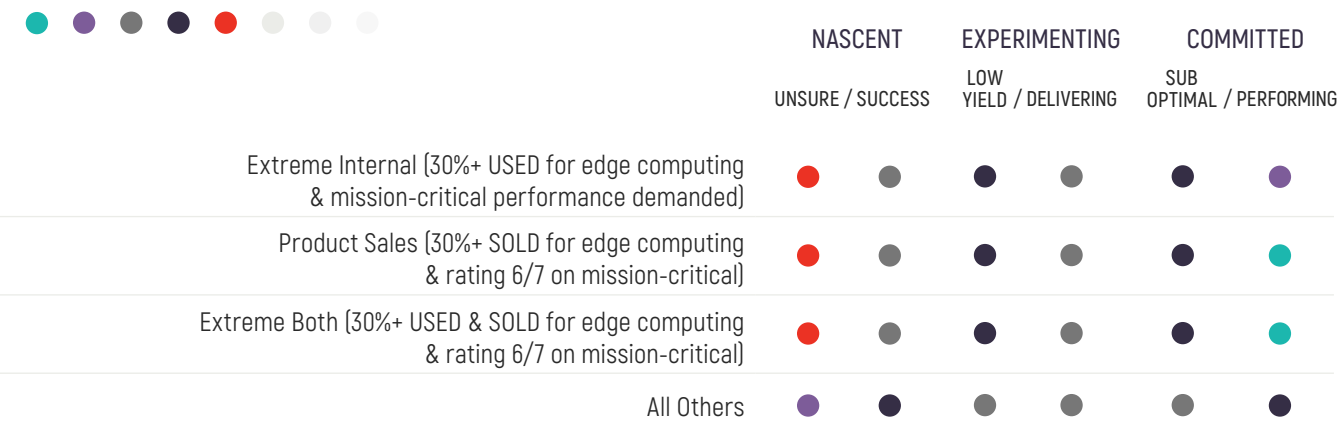 NASCENT EXPERIMENTING COMMITTED
UNSURE / SUCCESS LOW YIELD / DELIVERING SUB OPTIMAL / PERFORMING
Extreme Internal (30%+ USED for edge computing
& mission-critical performance demanded)
Product Sales (30%+ SOLD for edge computing
& rating 6/7 on mission-critical)
Extreme Both (30%+ USED & SOLD for edge computing
& rating 6/7 on mission-critical)
All Others